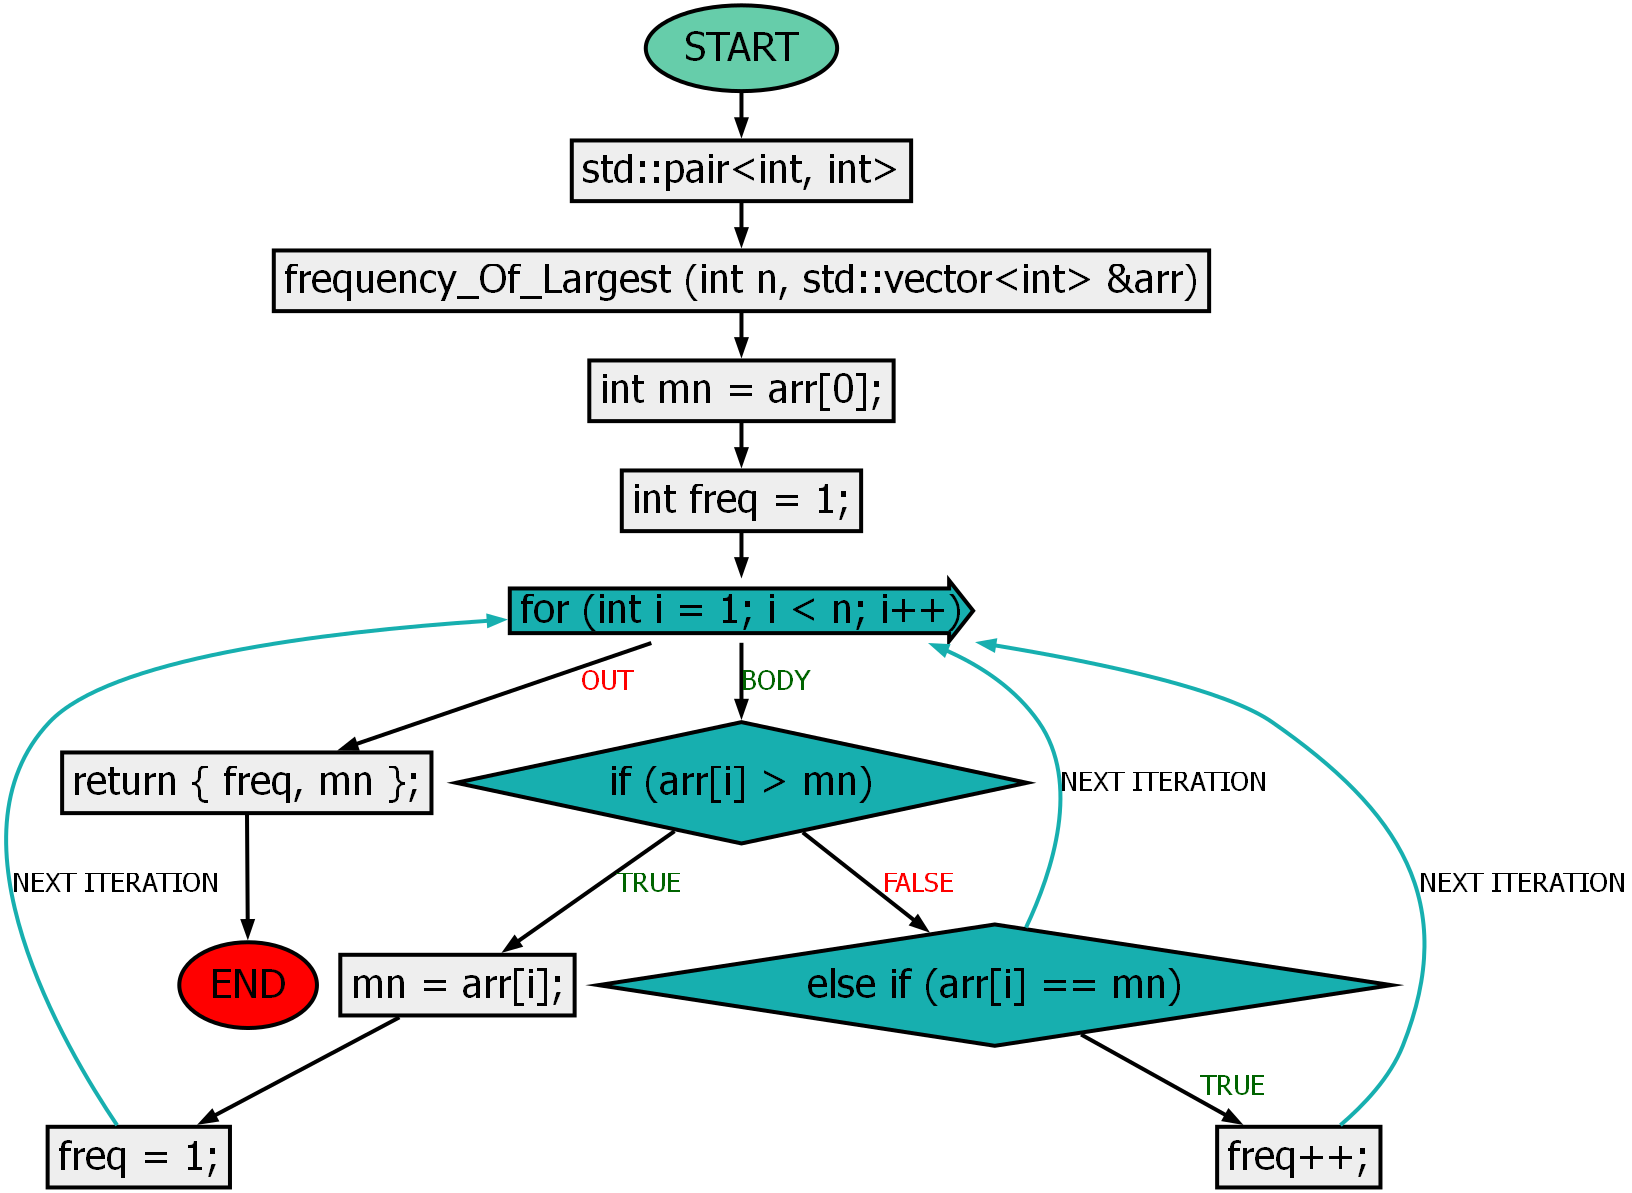 START
std::pair<int, int>
frequency_Of_Largest (int n, std::vector<int> &arr)
int mn = arr[0];
int freq = 1;
for (int i = 1; i < n; i++)
OUT
BODY
return { freq, mn };
if (arr[i] > mn)
NEXT ITERATION
NEXT ITERATION
TRUE
FALSE
NEXT ITERATION
END
mn = arr[i];
else if (arr[i] == mn)
TRUE
freq = 1;
freq++;